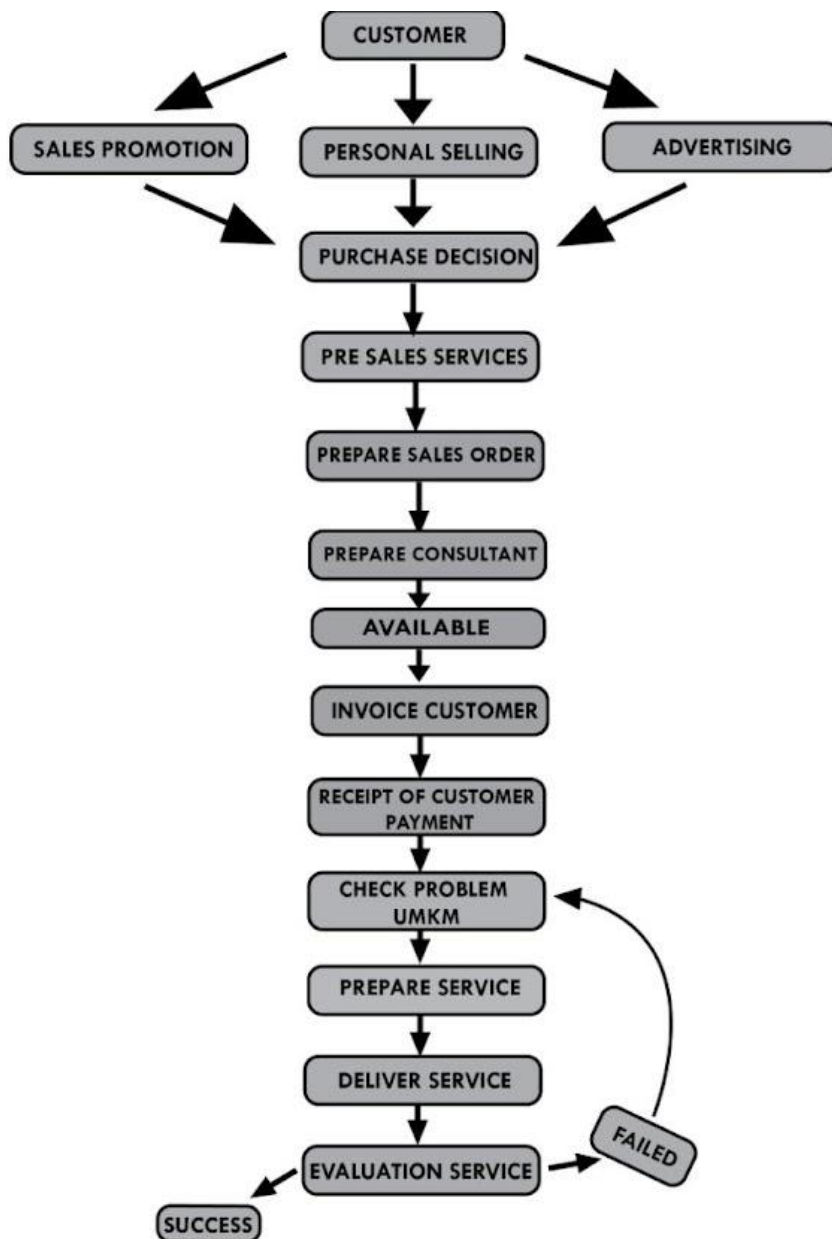 CUSTOMER
SALES PROMOTION
PERSONAL SELLING
ADVERTISING
PURCHASE DECISION
PRE SALES SERVICES
PREPARE SALES ORDER
PREPARE CONSULTANT
AVAILABLE
INVOICE CUSTOMER
RECEIPT OF CUSTOMER
PAYMENT
CHECK PROBLEM
UMKM
PREPARE SERVICE
DELIVER SERVICE
EVALUATION SERVICE
FAILED
SUCCESS